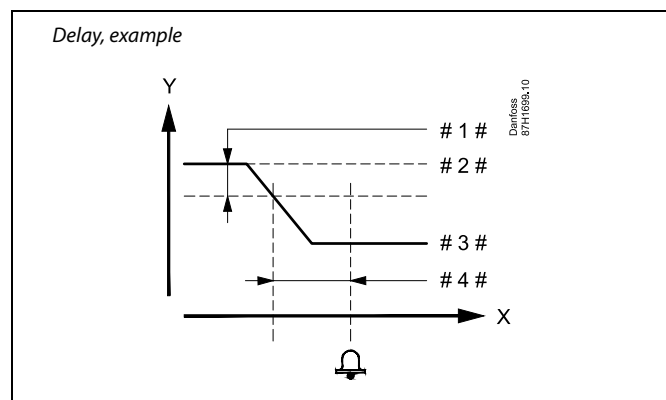 Delay, example
Y
# 1 #
# 2 #
# 3 #
# 4 #
X
Danfoss
87H1699.10